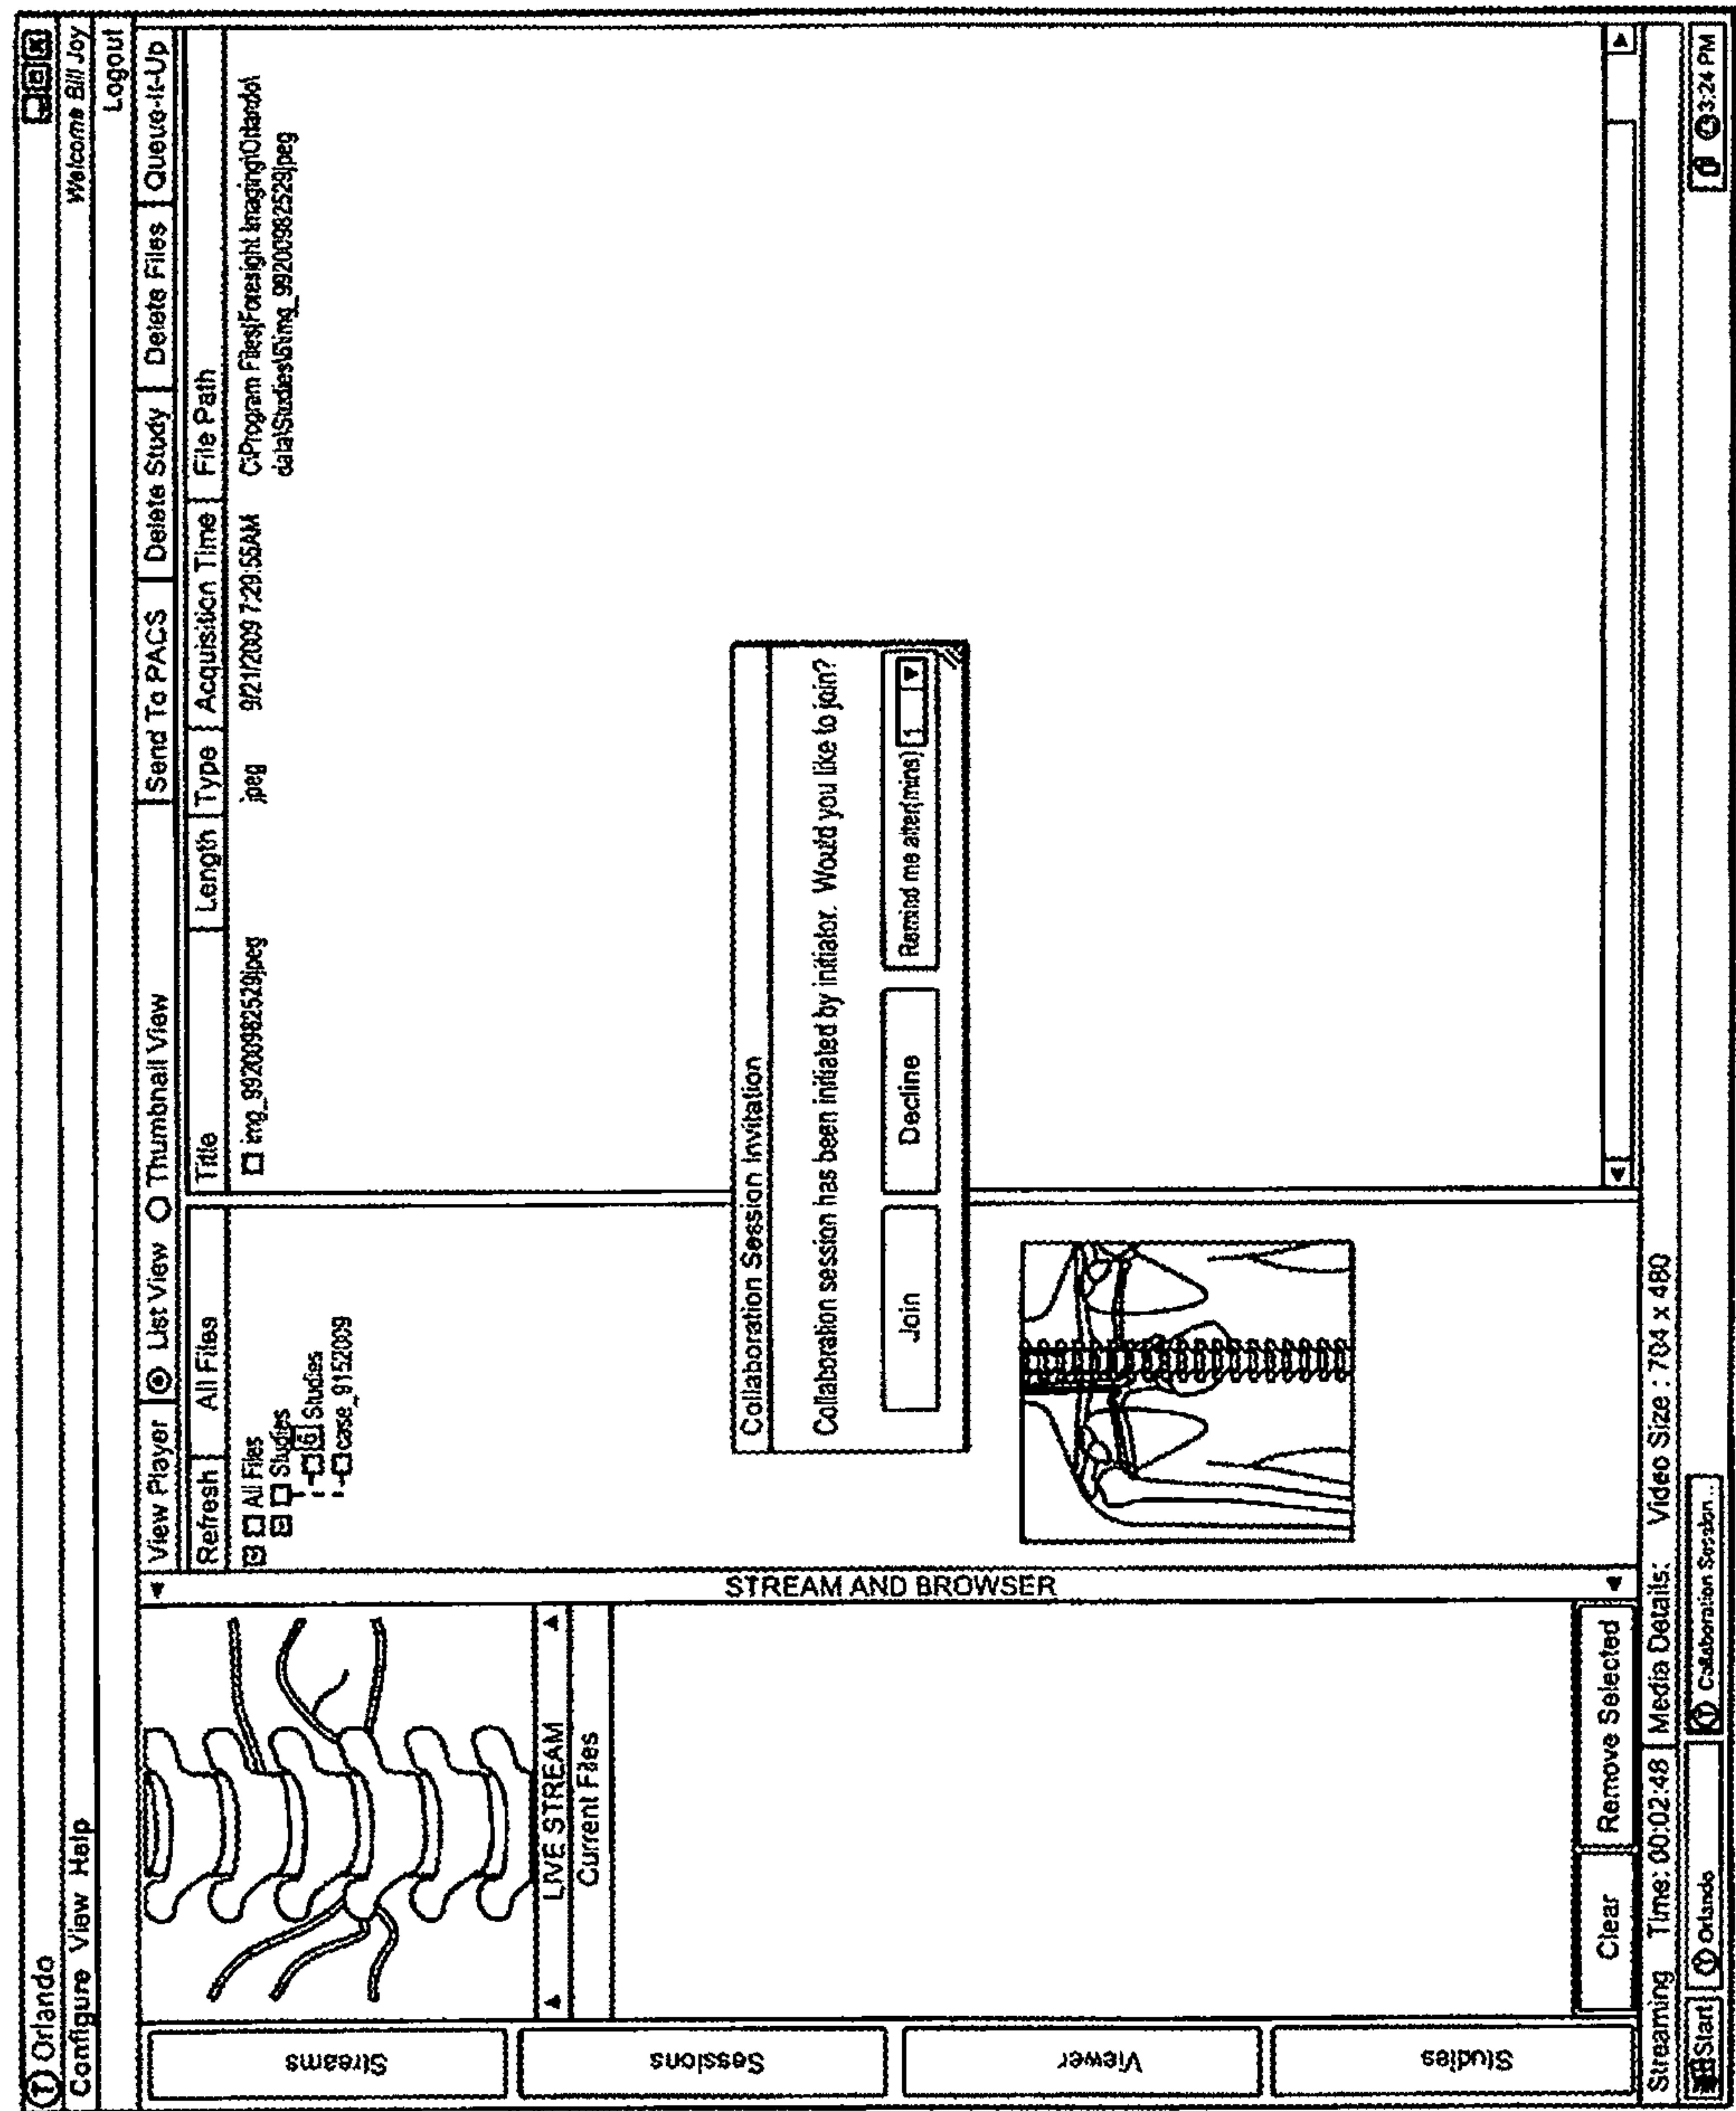 Orlando
Welcome Bill Joy
Configure View Help
Logout
View Player List View Thumbnail View Send To PACS Delete Study Delete Files Queue-It-Up
Refresh All Files
Title Length Type Acquisition Time File Path
All Files
Studies
6 Studies
case_9152009
img_99200982529jpeg jpeg 9/21/2009 7:29:55AM C:\Program Files\Foresight Imaging\Orlando\
data\Studies\6\img_99200982529jpeg
Streams
Sessions
Viewer
Studies
LIVE STREAM
Current Files
STREAM AND BROWSER
Collaboration Session Invitation
Collaboration session has been initiated by initiator. Would you like to join?
Join Decline Remind me after(mins) 1
Clear Remove Selected
Streaming Time: 00:02:48 Media Details: Video Size : 704 x 480
Start Orlando Collaboration Session... 3:24 PM